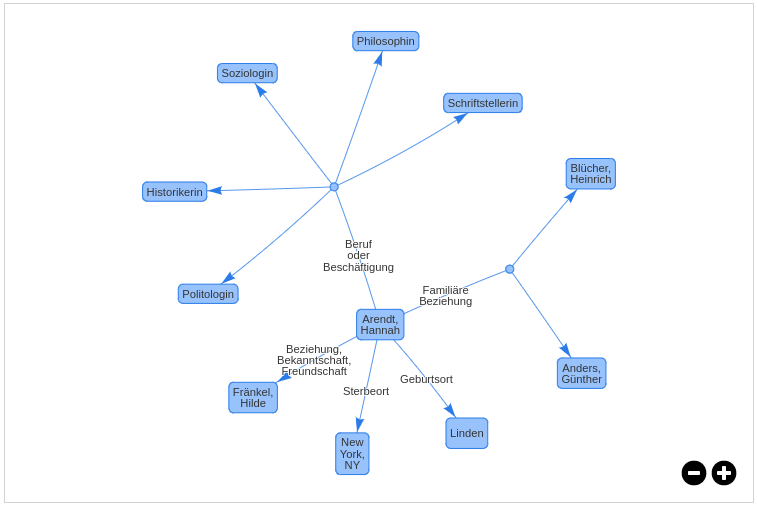 Philosophin
Soziologin
Schriftstellerin
Blücher,
Heinrich
Historikerin
Beruf
oder
Beschäftigung
Politologin
Familiäre
Beziehung
Arendt,
Hannah
Beziehung,
Bekanntschaft,
Freundschaft
Anders,
Günther
Geburtsort
Fränkel,
Hilde
Sterbeort
Linden
New
York,
NY